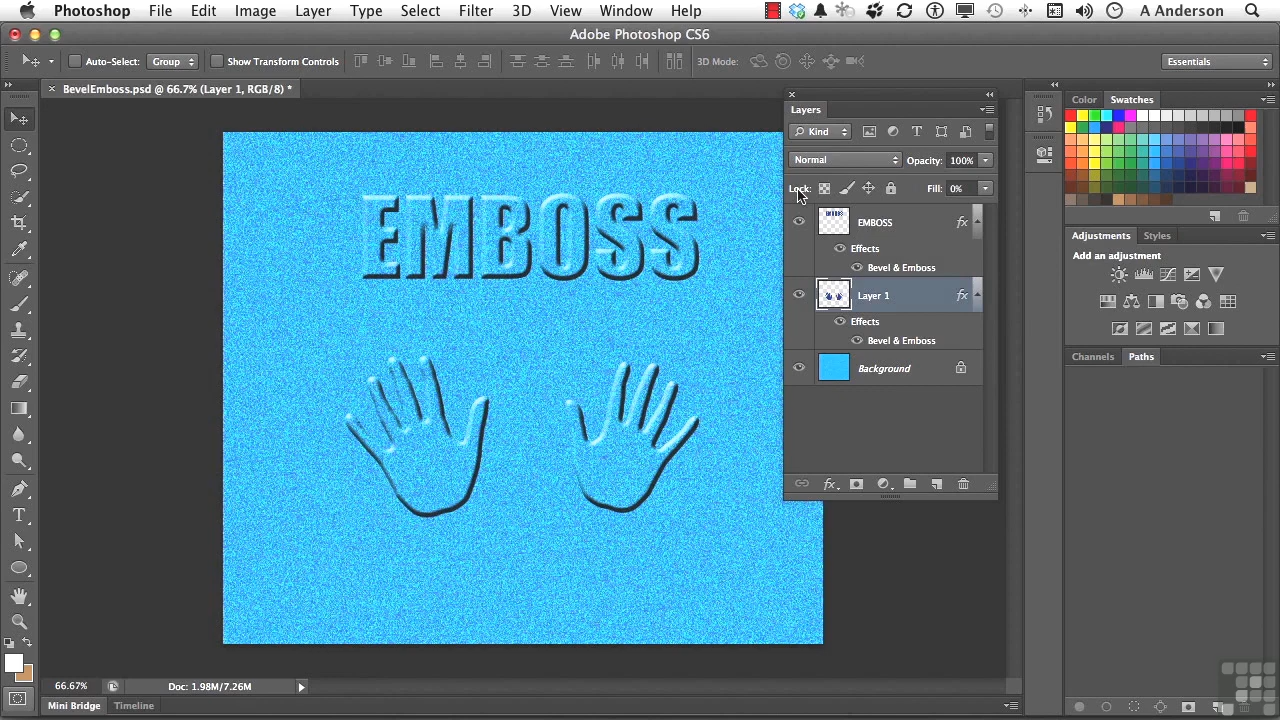 Photoshop File Edit Image Layer Type Select Filter 3D View Window Help A Anderson
Adobe Photoshop CS6
Auto-Select: Group Show Transform Controls 3D Mode: Essentials
BevelEmboss.psd @ 66.7% (Layer 1, RGB/8) *
Layers
Kind
Normal Opacity: 100%
Lock: Fill: 0%
EMBOSS fx
Effects
Bevel & Emboss
Layer 1 fx
Effects
Bevel & Emboss
Background
fx
EMBOSS
Color Swatches
Adjustments Styles
Add an adjustment
Channels Paths
66.67% Doc: 1.98M/7.26M
Mini Bridge Timeline